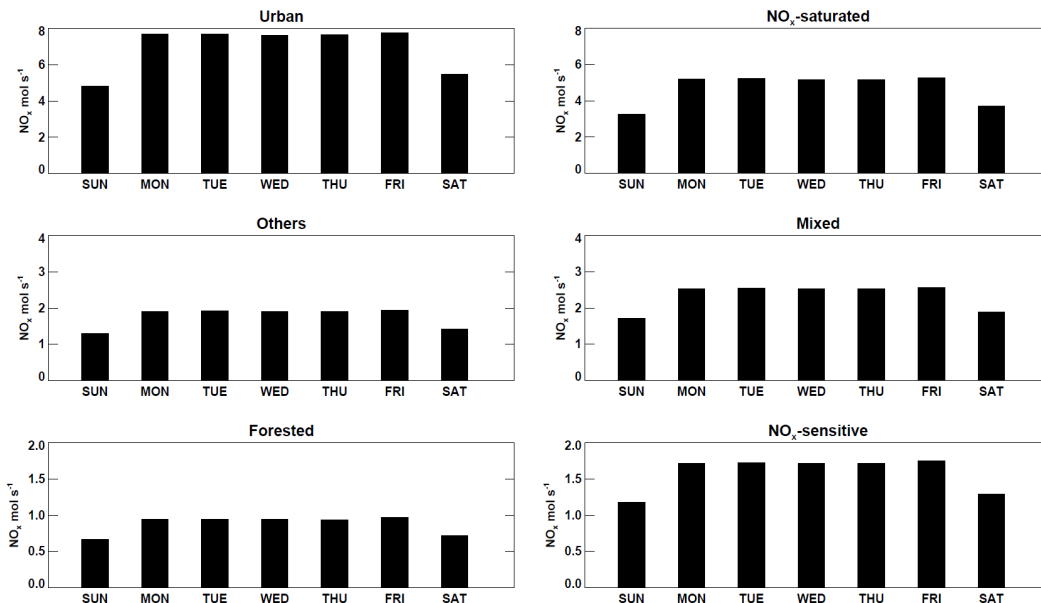 Urban
NOₓ mol s⁻¹
8
6
4
2
0
SUN MON TUE WED THU FRI SAT
NOₓ-saturated
NOₓ mol s⁻¹
8
6
4
2
0
SUN MON TUE WED THU FRI SAT
Others
NOₓ mol s⁻¹
4
3
2
1
0
SUN MON TUE WED THU FRI SAT
Mixed
NOₓ mol s⁻¹
4
3
2
1
0
SUN MON TUE WED THU FRI SAT
Forested
NOₓ mol s⁻¹
2.0
1.5
1.0
0.5
0.0
SUN MON TUE WED THU FRI SAT
NOₓ-sensitive
NOₓ mol s⁻¹
2.0
1.5
1.0
0.5
0.0
SUN MON TUE WED THU FRI SAT